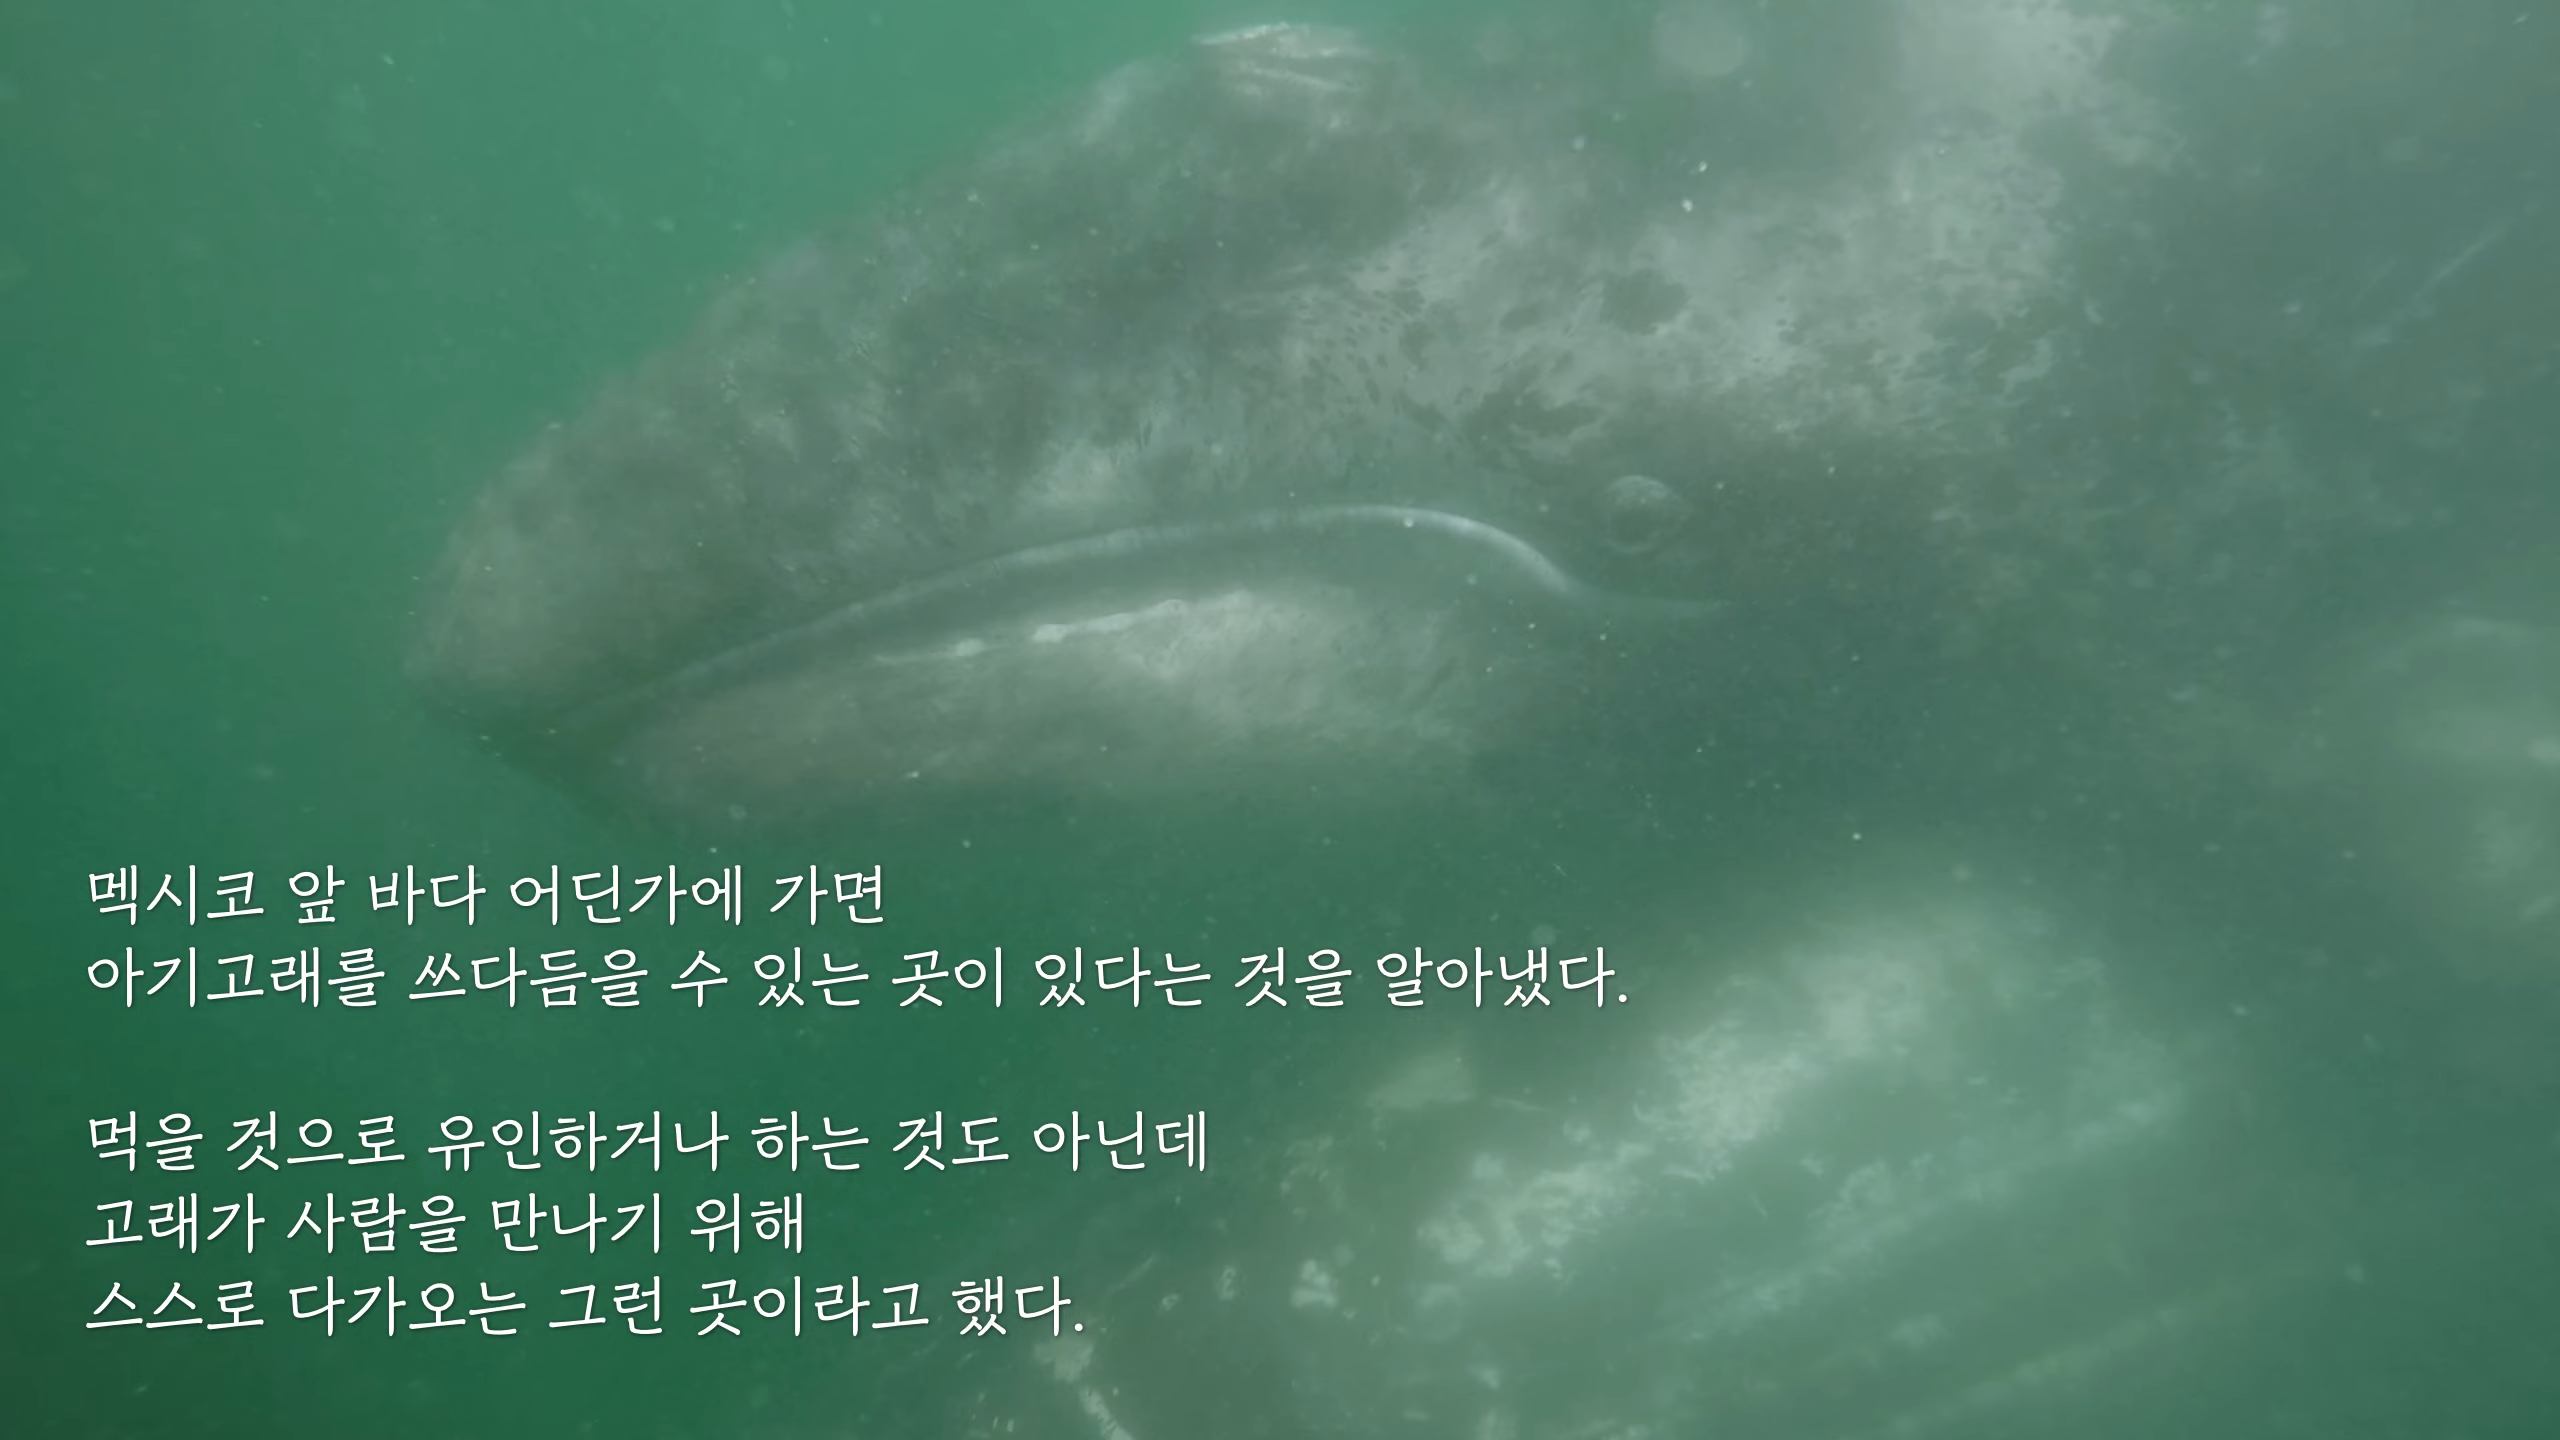 멕시코 앞 바다 어딘가에 가면
아기고래를 쓰다듬을 수 있는 곳이 있다는 것을 알아냈다.
먹을 것으로 유인하거나 하는 것도 아닌데
고래가 사람을 만나기 위해
스스로 다가오는 그런 곳이라고 했다.